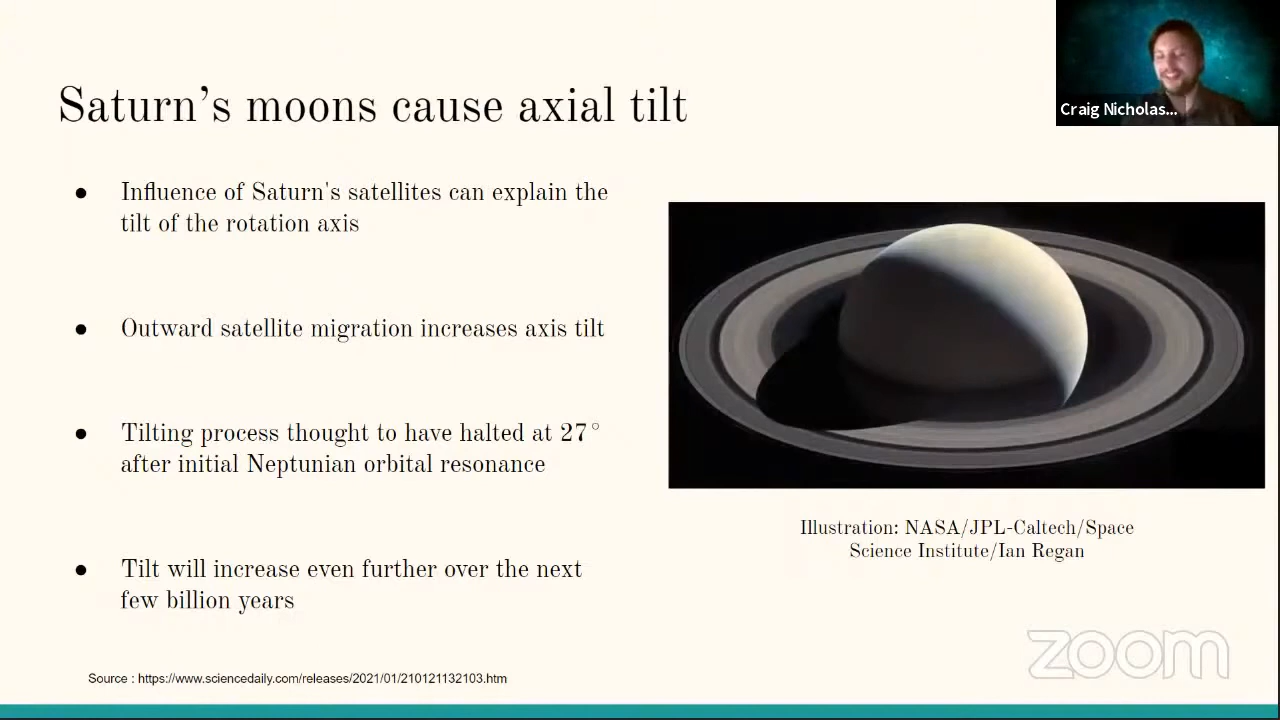 Craig Nicholas...
Saturn's moons cause axial tilt
● Influence of Saturn's satellites can explain the
tilt of the rotation axis
● Outward satellite migration increases axis tilt
● Tilting process thought to have halted at 27°
after initial Neptunian orbital resonance
● Tilt will increase even further over the next
few billion years
Illustration: NASA/JPL-Caltech/Space
Science Institute/Ian Regan
Source : https://www.sciencedaily.com/releases/2021/01/210121132103.htm
zoom